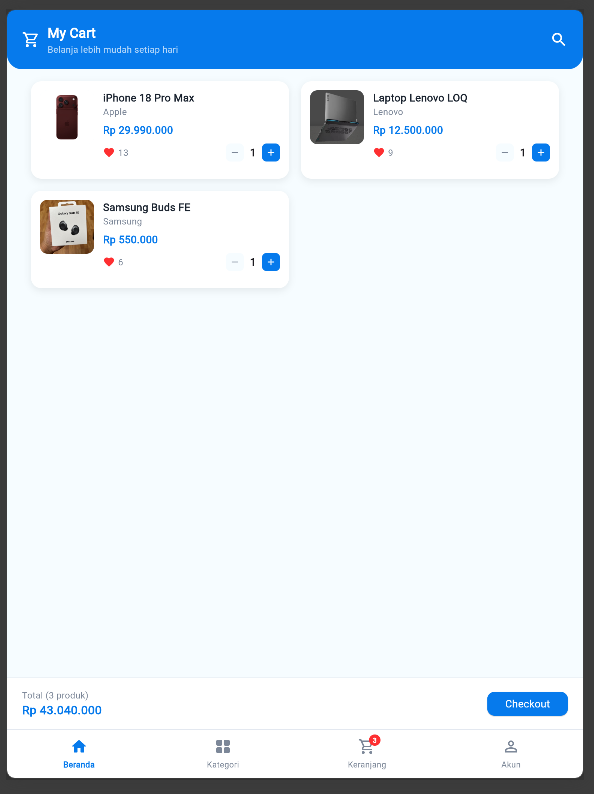 My Cart
Belanja lebih mudah setiap hari
iPhone 18 Pro Max
Apple
Rp 29.990.000
13
1
Laptop Lenovo LOQ
Lenovo
Rp 12.500.000
9
1
Samsung Buds FE
Samsung
Rp 550.000
6
1
Total (3 produk)
Rp 43.040.000
Checkout
3
Beranda
Kategori
Keranjang
Akun